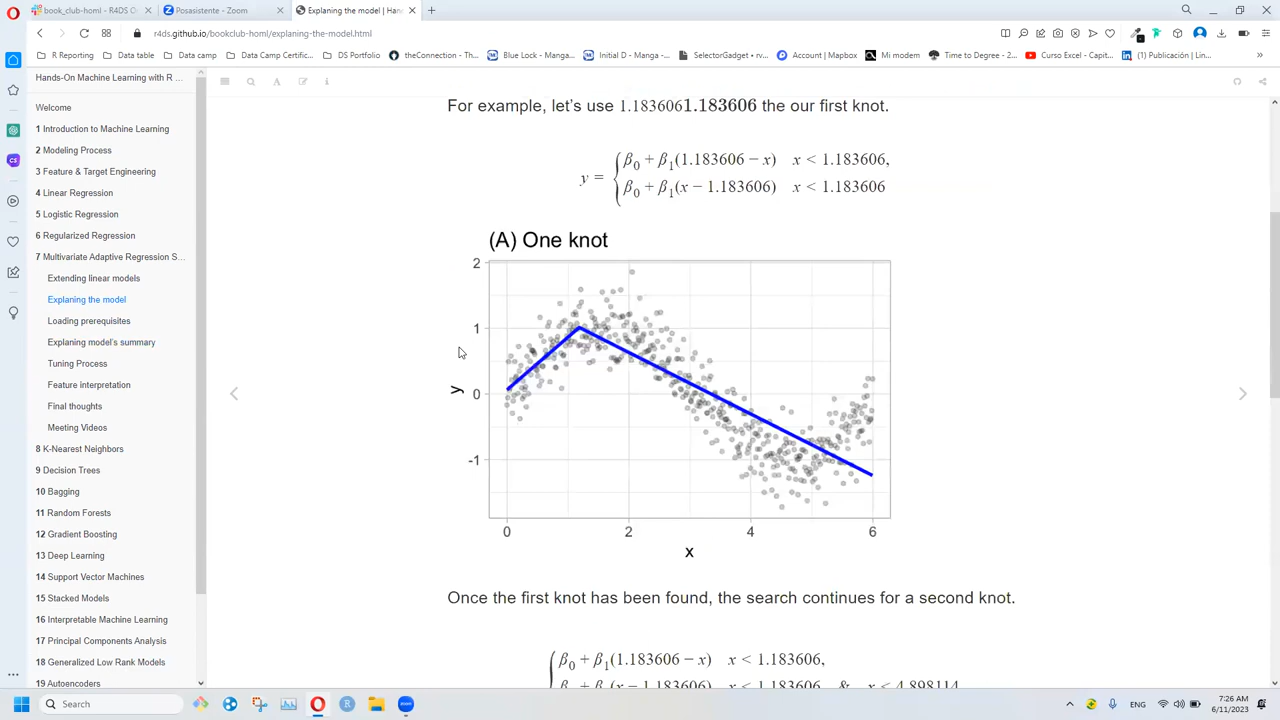 book_club-homl - R4DS O...
Posasistente - Zoom
Explaning the model | Han
r4ds.github.io/bookclub-homl/explaning-the-model.html
R Reporting
Data table
Data camp
Data Camp Certific...
DS Portfolio
theConnection - Th...
Blue Lock - Manga...
Initial D - Manga -...
SelectorGadget • rv...
Account | Mapbox
Mi modem
Time to Degree - 2...
Curso Excel - Capit...
(1) Publicación | Lin...
Hands-On Machine Learning with R ...
Welcome
1 Introduction to Machine Learning
2 Modeling Process
3 Feature & Target Engineering
4 Linear Regression
5 Logistic Regression
6 Regularized Regression
7 Multivariate Adaptive Regression S...
Extending linear models
Explaning the model
Loading prerequisites
Explaning model's summary
Tuning Process
Feature interpretation
Final thoughts
Meeting Videos
8 K-Nearest Neighbors
9 Decision Trees
10 Bagging
11 Random Forests
12 Gradient Boosting
13 Deep Learning
14 Support Vector Machines
15 Stacked Models
16 Interpretable Machine Learning
17 Principal Components Analysis
18 Generalized Low Rank Models
19 Autoencoders
For example, let's use 1.1836061.183606 the our first knot.
y = { β0 + β1(1.183606 − x) x < 1.183606,
β0 + β1(x − 1.183606) x < 1.183606
(A) One knot
2
1
0
-1
y
0 2 4 6
x
Once the first knot has been found, the search continues for a second knot.
β0 + β1(1.183606 − x) x < 1.183606,
β0 + β1(x − 1.183606) x < 1.183606 & x < 4.898114
Search
ENG
7:26 AM
6/11/2023